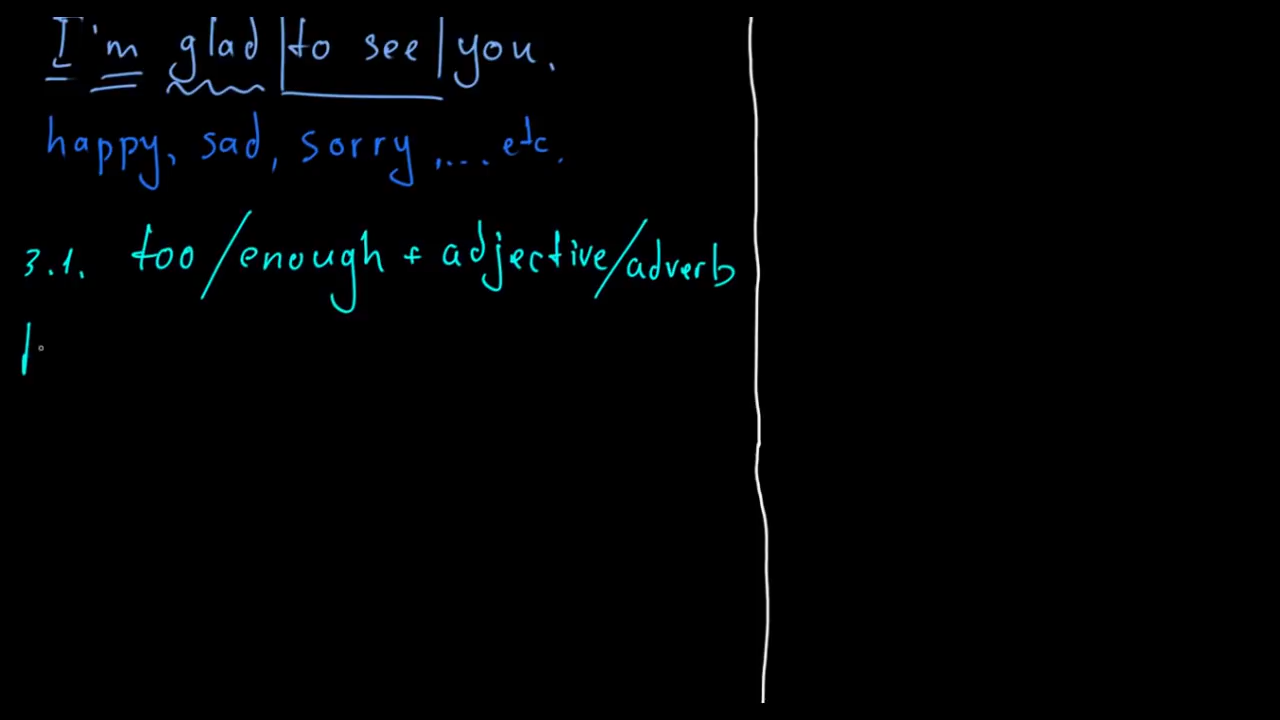 I'm glad to see you.
happy, sad, sorry,... etc.
3.1. too/enough + adjective/adverb